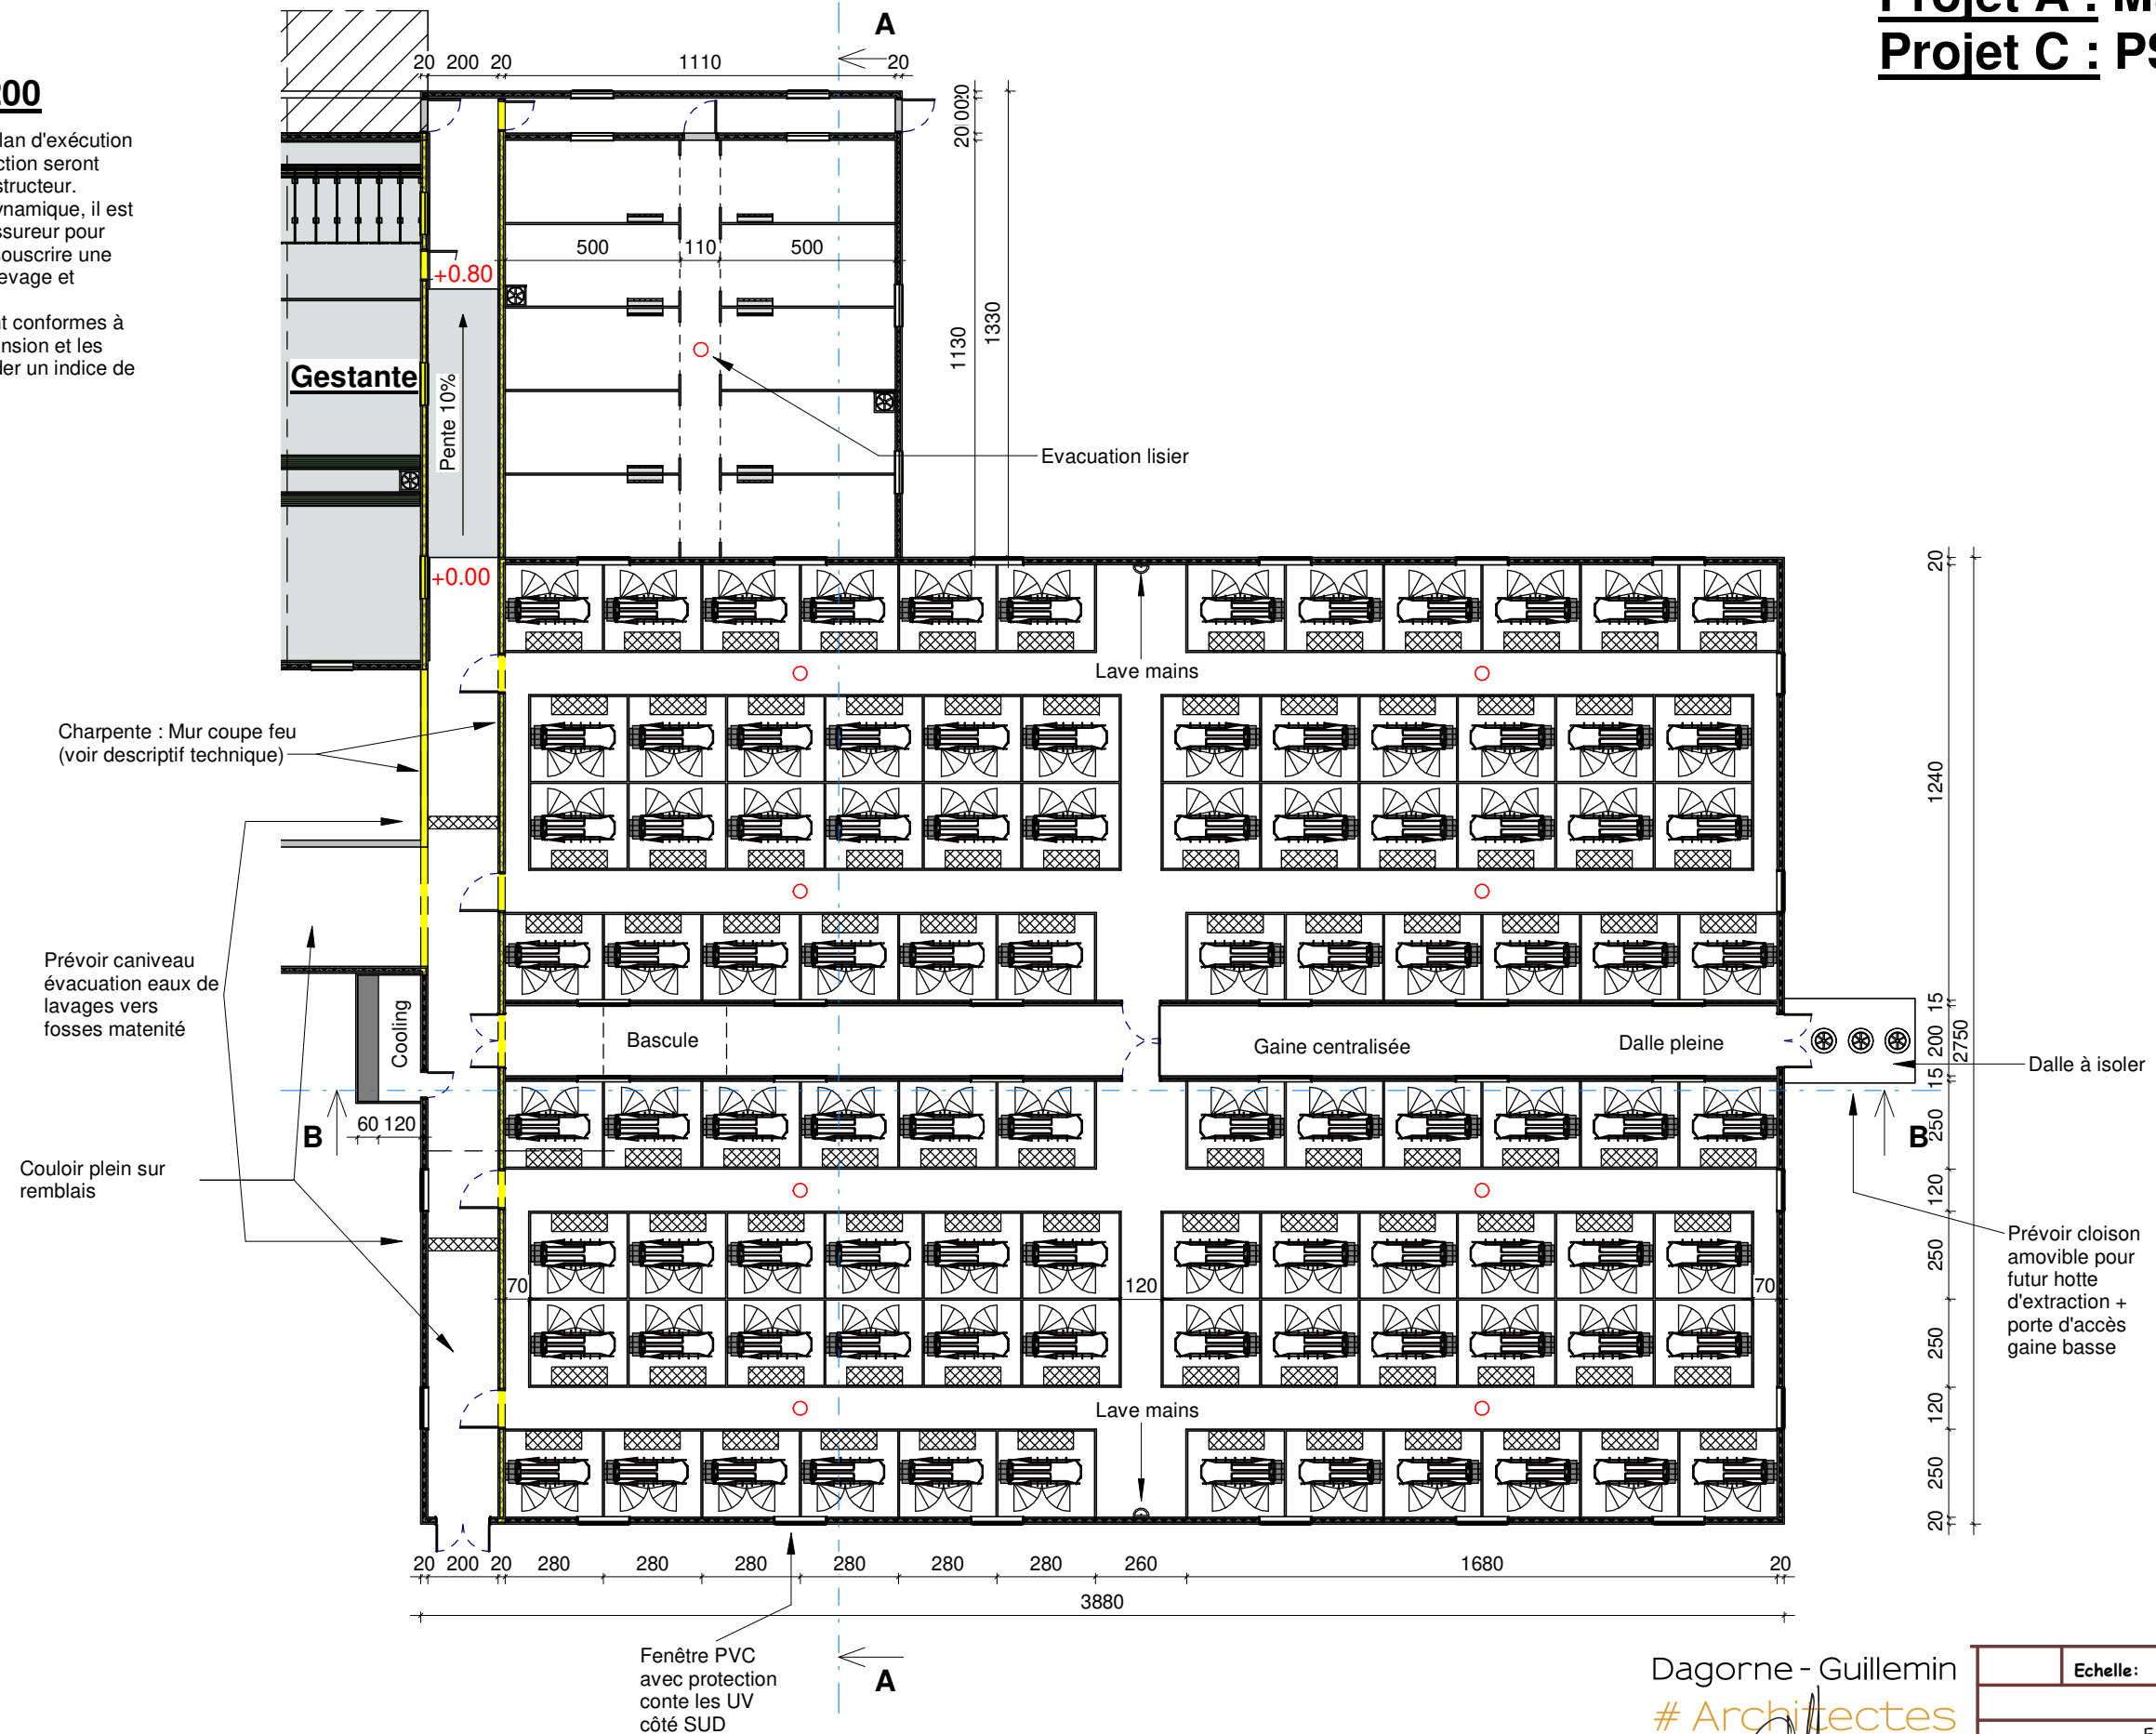 Projet A :
Projet C : PS
200
lan d'exécution
ction seront
structeur.
ynamique, il est
ssureur pour
souscrire une
evage et
t conformes à
nsion et les
der un indice de
A
20 200 20 1110 20
20
20
500 110 500
+0.80
1130
1330
Gestante
Pente 10%
Evacuation lisier
+0.00
20
Lave mains
Charpente : Mur coupe feu
(voir descriptif technique)
1240
Prévoir caniveau
évacuation eaux de
lavages vers
fosses matenité
Cooling
Bascule
Gaine centralisée
Dalle pleine
15
200
2750
15
Dalle à isoler
60 120
B
B
250
Couloir plein sur
remblais
120
Prévoir cloison
amovible pour
futur hotte
d'extraction +
porte d'accès
gaine basse
250
70 120 70
250
120
Lave mains
250
20
20 200 20 280 280 280 280 280 280 260 1680 20
3880
Fenêtre PVC
avec protection
conte les UV
côté SUD
A
Dagorne - Guillemin
# Architectes
Echelle: